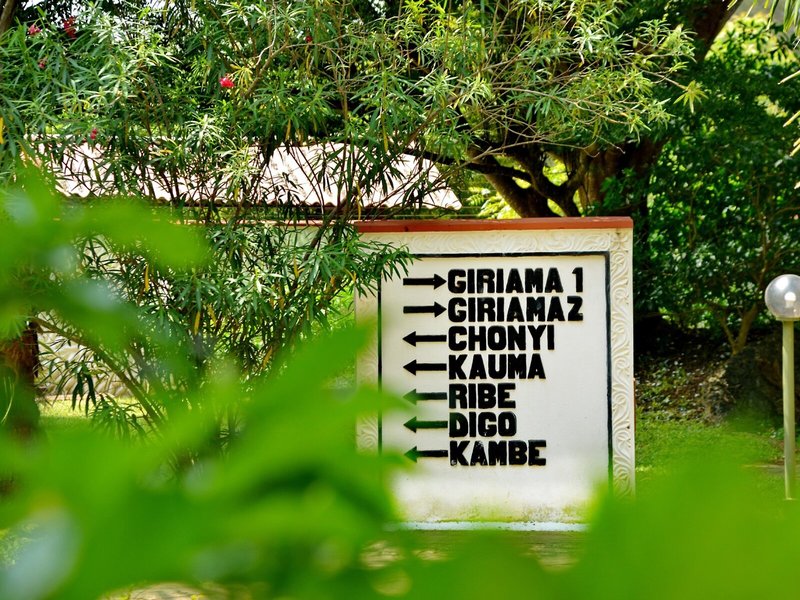 →GIRIAMA 1
→GIRIAMA 2
←CHONYI
←KAUMA
←RIBE
←DIGO
←KAMBE